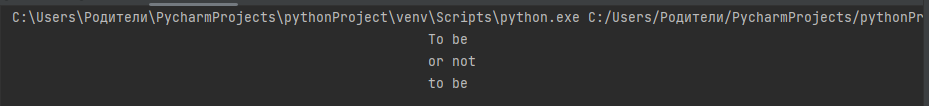 C:\Users\Родители\PycharmProjects\pythonProject\venv\Scripts\python.exe C:/Users/Родители/PycharmProjects/pythonPr
To be
or not
to be